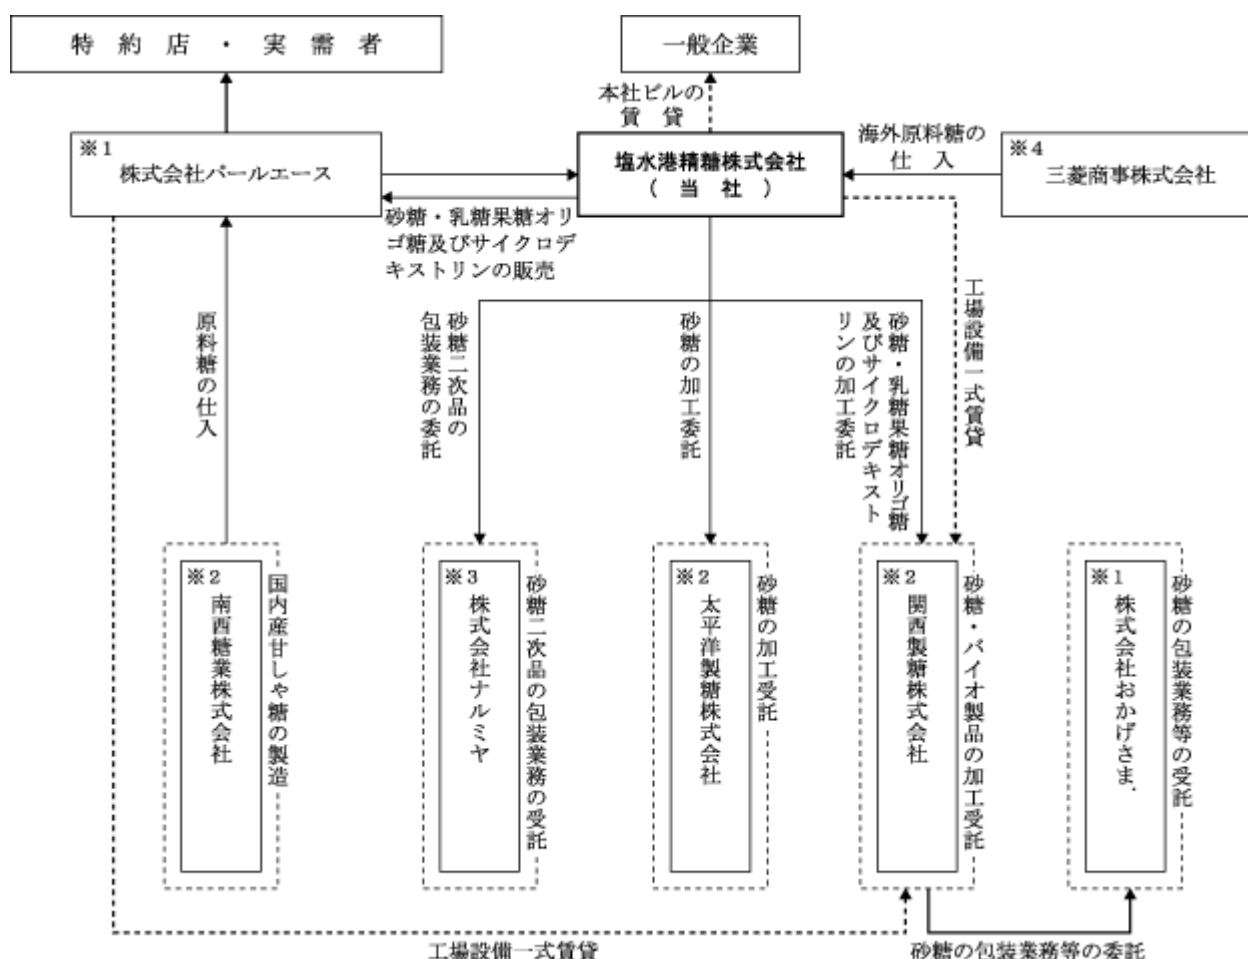 特約店・実需者
一般企業
本社ビルの
賃貸
※1
株式会社パールエース
塩水港精糖株式会社
(当社)
海外原料糖の
仕入
※4
三菱商事株式会社
砂糖・乳糖果糖オリ
ゴ糖及びサイクロデ
キストリンの販売
原料糖の仕入
砂糖二次品の
包装業務の委託
砂糖の加工委託
砂糖・乳糖果糖オリゴ糖
及びサイクロデキスト
リンの加工委託
工場設備一式賃貸
※2
南西糖業株式会社
国内産甘しゃ糖の製造
※3
株式会社ナルミヤ
砂糖二次品の包装業務の受託
※2
太平洋製糖株式会社
砂糖の加工受託
※2
関西製糖株式会社
砂糖・バイオ製品の加工受託
※1
株式会社おかげさま.
砂糖の包装業務等の受託
工場設備一式賃貸
砂糖の包装業務等の委託